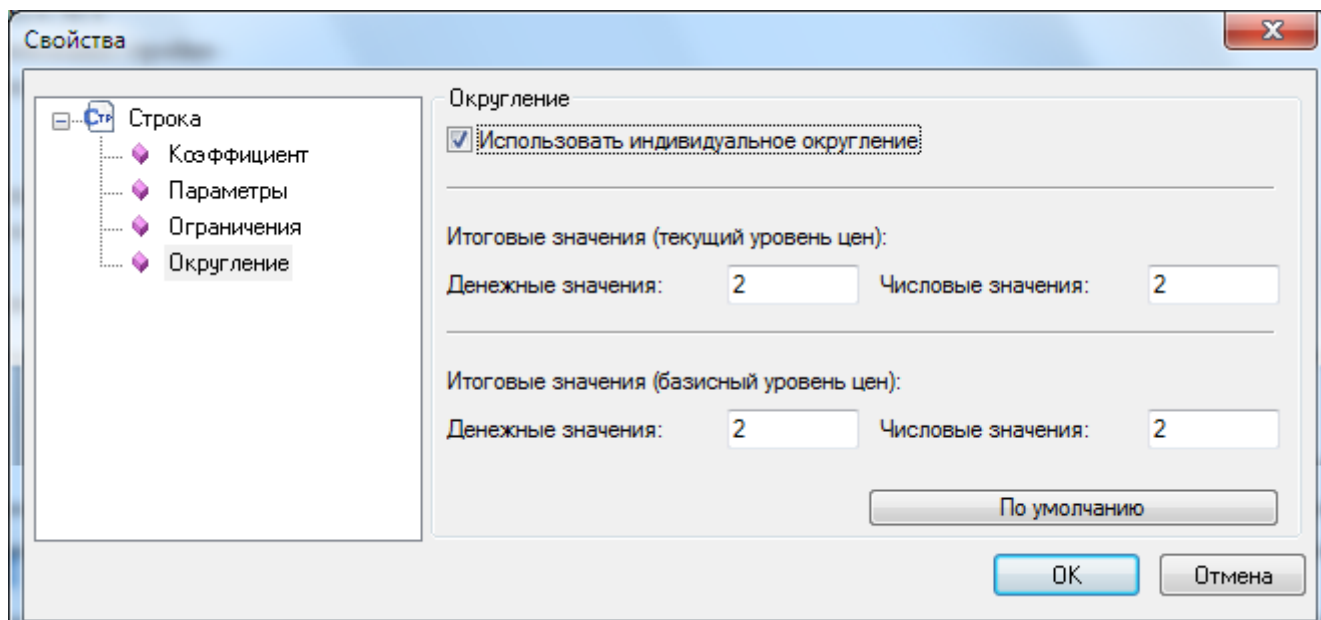 Свойства
Стр Строка
Коэффициент
Параметры
Ограничения
Округление
Округление
Использовать индивидуальное округление
Итоговые значения (текущий уровень цен):
Денежные значения: 2 Числовые значения: 2
Итоговые значения (базисный уровень цен):
Денежные значения: 2 Числовые значения: 2
По умолчанию
OK Отмена